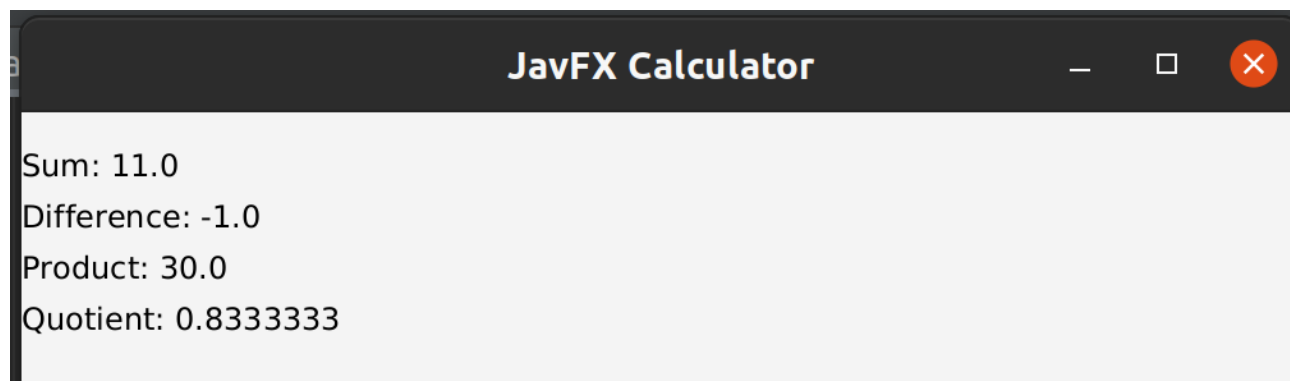 JavFX Calculator
Sum: 11.0
Difference: -1.0
Product: 30.0
Quotient: 0.8333333